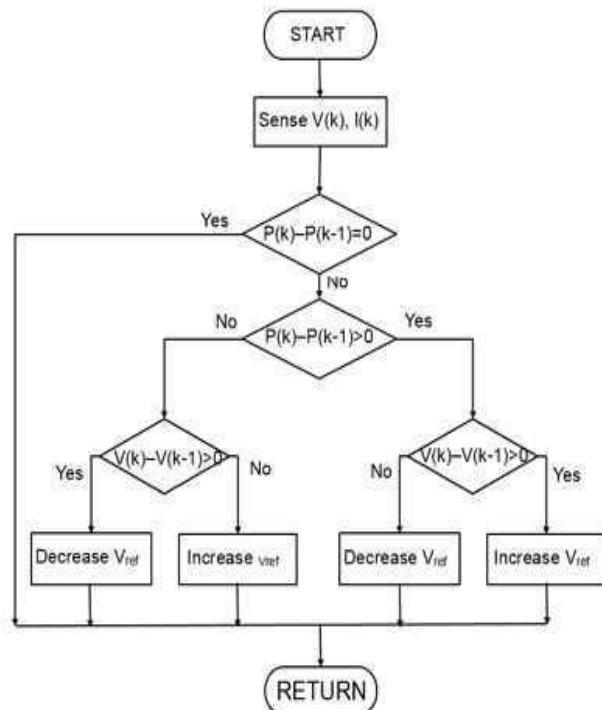 START
Sense V(k), I(k)
Yes
P(k)–P(k-1)=0
No
No
P(k)–P(k-1)>0
Yes
V(k)–V(k-1)>0
V(k)–V(k-1)>0
Yes
No
No
Yes
Decrease Vref
Increase Vref
Decrease Vref
Increase Vref
RETURN